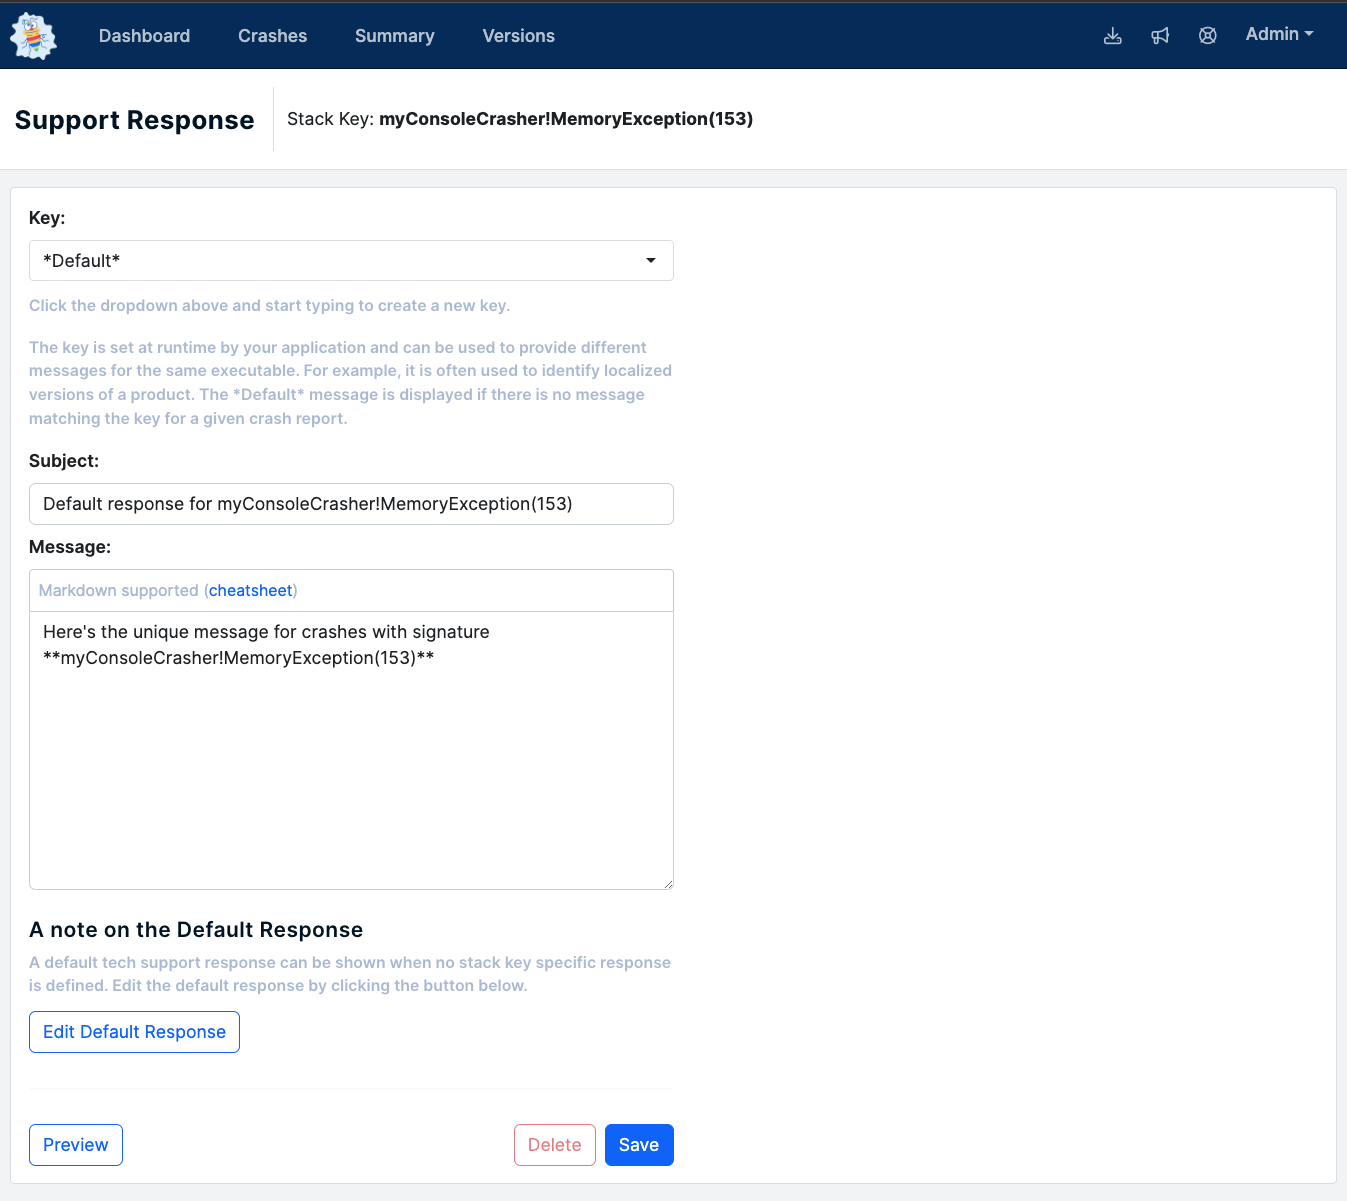 Dashboard Crashes Summary Versions Admin
Support Response Stack Key: myConsoleCrasher!MemoryException(153)
Key:
*Default*
Click the dropdown above and start typing to create a new key.
The key is set at runtime by your application and can be used to provide different
messages for the same executable. For example, it is often used to identify localized
versions of a product. The *Default* message is displayed if there is no message
matching the key for a given crash report.
Subject:
Default response for myConsoleCrasher!MemoryException(153)
Message:
Markdown supported (cheatsheet)
Here's the unique message for crashes with signature
**myConsoleCrasher!MemoryException(153)**
A note on the Default Response
A default tech support response can be shown when no stack key specific response
is defined. Edit the default response by clicking the button below.
Edit Default Response
Preview Delete Save